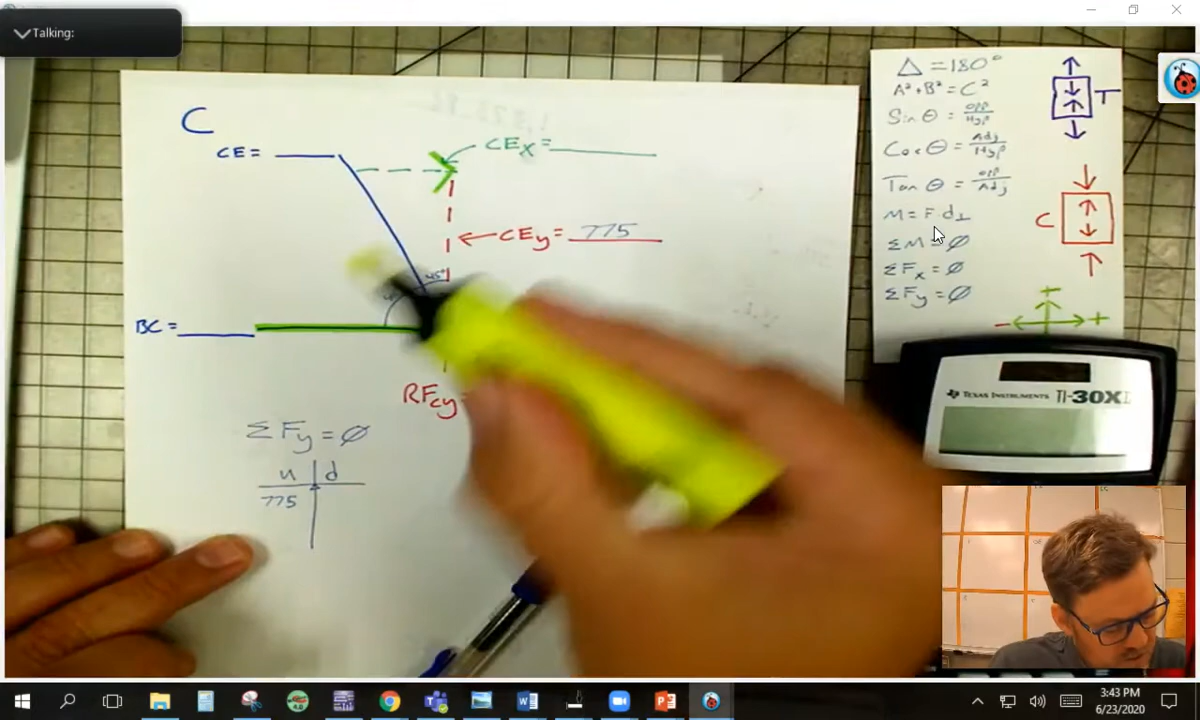 Talking:
C
CE=
CEx=
CEy= 775
45°
BC=
RFcy
ΣFy=Ø
u d
775
Δ=180°
A²+B²=C²
Sin Θ = opp/Hyp
Cos Θ = Adj/Hyp
Tan Θ = opp/Adj
M=F·d⊥
ΣM=Ø
ΣFx=Ø
ΣFy=Ø
T
C
+
- +
TEXAS INSTRUMENTS TI-30X
3:43 PM
6/23/2020